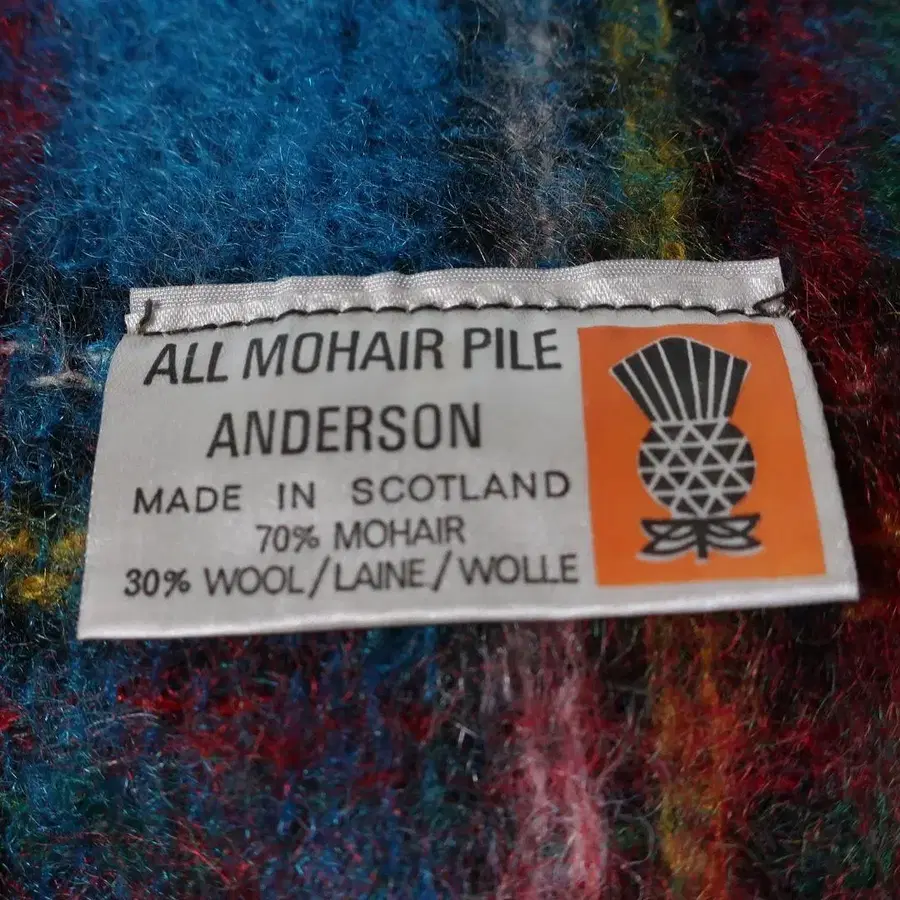 ALL MOHAIR PILE
ANDERSON
MADE IN SCOTLAND
70% MOHAIR
30% WOOL/LAINE/WOLLE